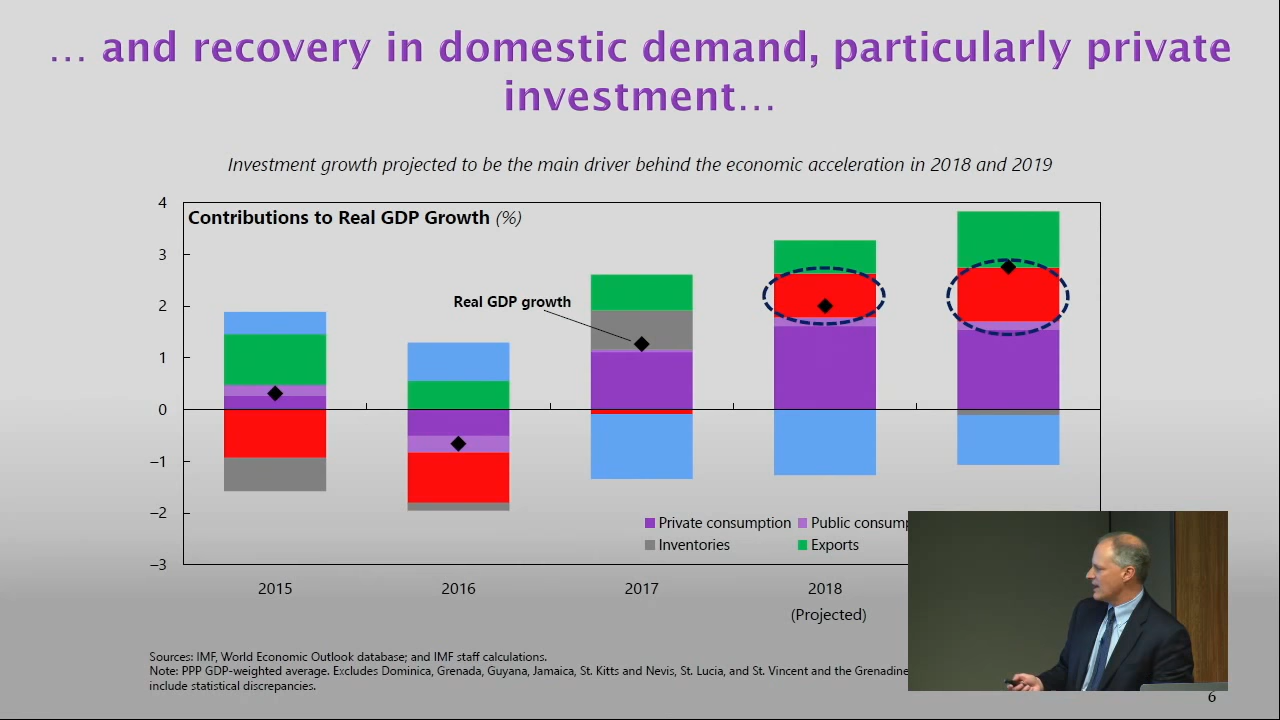 … and recovery in domestic demand, particularly private
investment…
Investment growth projected to be the main driver behind the economic acceleration in 2018 and 2019
Contributions to Real GDP Growth (%)
4
3
2
1
0
–1
–2
–3
Real GDP growth
Private consumption Public
Inventories Exports
2015 2016 2017 2018
(Projected)
Sources: IMF, World Economic Outlook database; and IMF staff calculations.
Note: PPP GDP-weighted average. Excludes Dominica, Grenada, Guyana, Jamaica, St. Kitts and Nevis, St. Lucia, and St. Vincent and the
include statistical discrepancies.
6